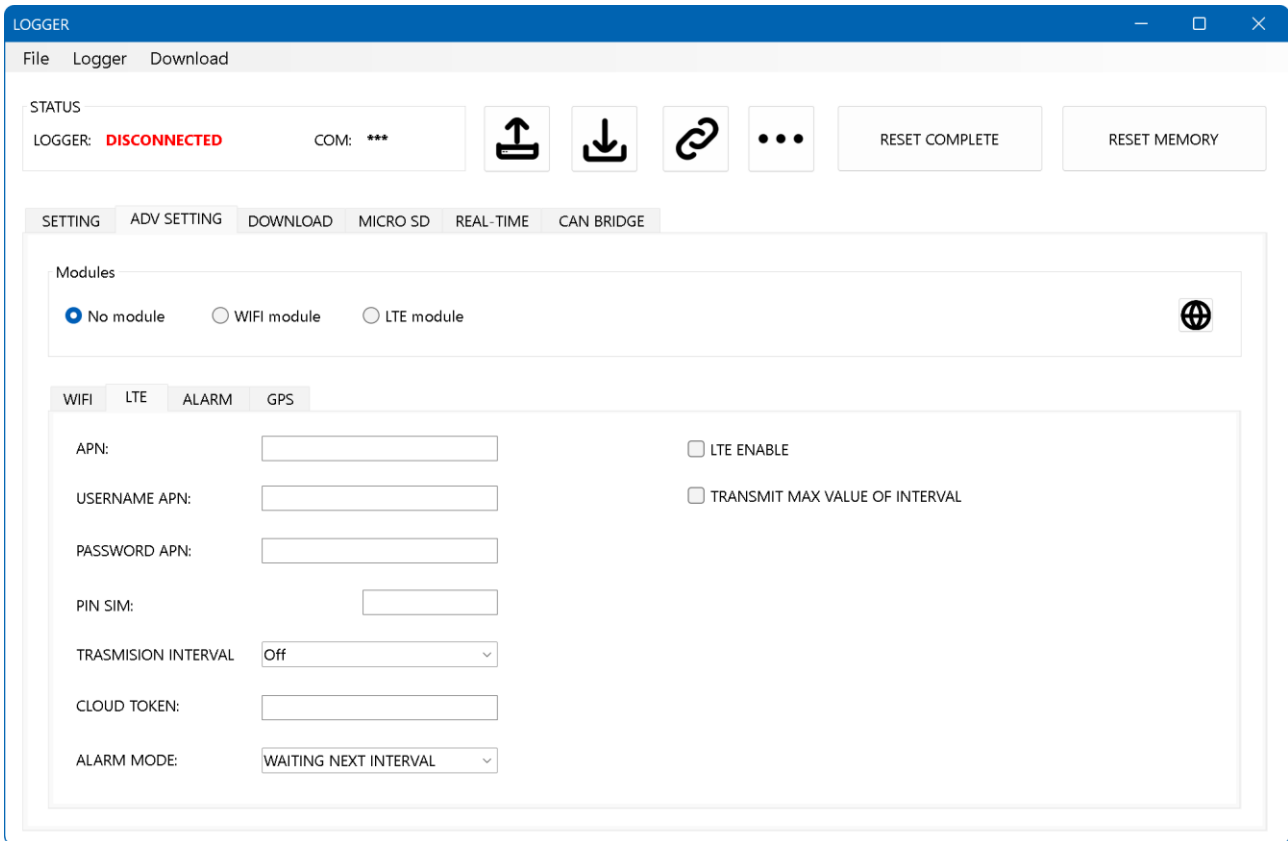 LOGGER
File Logger Download
STATUS
LOGGER: DISCONNECTED COM: ***
RESET COMPLETE
RESET MEMORY
SETTING ADV SETTING DOWNLOAD MICRO SD REAL-TIME CAN BRIDGE
Modules
No module WIFI module LTE module
WIFI LTE ALARM GPS
APN:
LTE ENABLE
USERNAME APN:
TRANSMIT MAX VALUE OF INTERVAL
PASSWORD APN:
PIN SIM:
TRASMISION INTERVAL Off
CLOUD TOKEN:
ALARM MODE: WAITING NEXT INTERVAL